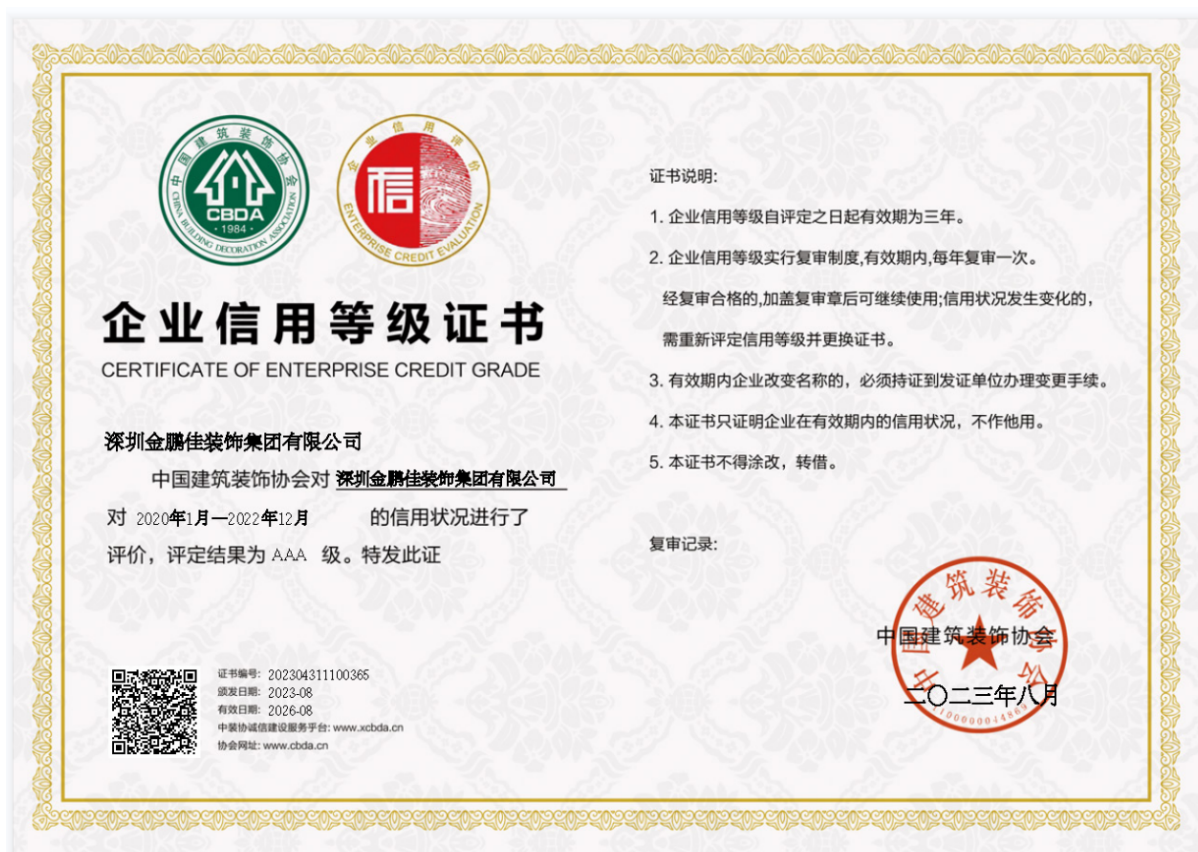 中国建筑装饰协会
CBDA
·1984·
CHINA BUILDING DECORATION ASSOCIATION
企业信用评价
信
ENTERPRISE CREDIT EVALUATION
企业信用等级证书
CERTIFICATE OF ENTERPRISE CREDIT GRADE
深圳金鹏佳装饰集团有限公司
中国建筑装饰协会对 深圳金鹏佳装饰集团有限公司
对 2020年1月—2022年12月 的信用状况进行了
评价，评定结果为 AAA 级。特发此证
证书编号: 202304311100365
颁发日期: 2023-08
有效日期: 2026-08
中装协诚信建设服务平台: www.xcbda.cn
协会网址: www.cbda.cn
证书说明:
1. 企业信用等级自评定之日起有效期为三年。
2. 企业信用等级实行复审制度,有效期内,每年复审一次。
经复审合格的,加盖复审章后可继续使用;信用状况发生变化的,
需重新评定信用等级并更换证书。
3. 有效期内企业改变名称的，必须持证到发证单位办理变更手续。
4. 本证书只证明企业在有效期内的信用状况，不作他用。
5. 本证书不得涂改，转借。
复审记录:
中国建筑装饰协会
中国建筑装饰协会
二〇二三年八月